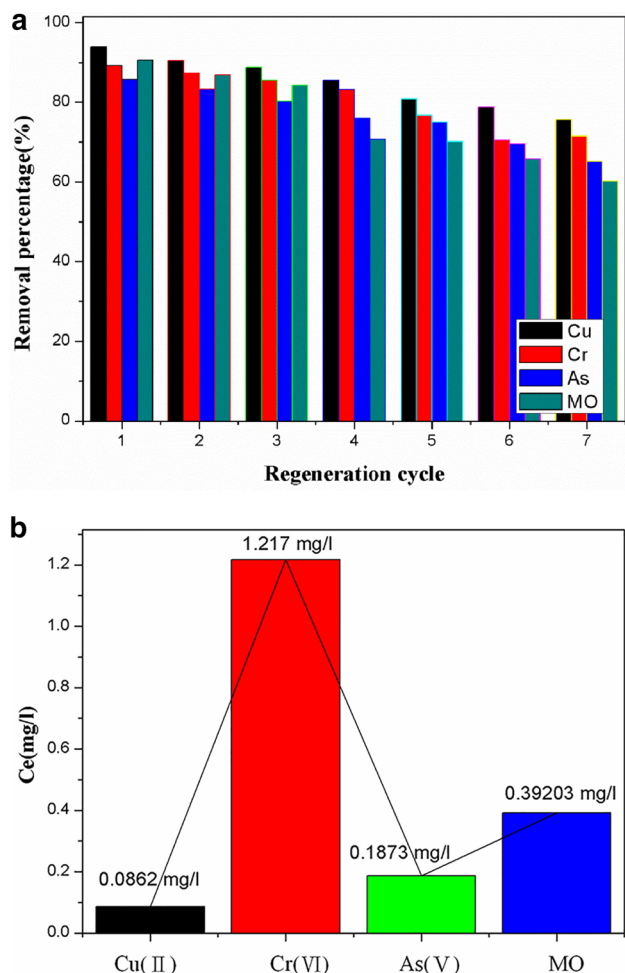 a
100
80
60
40
20
0
Removal percentage(%)
Cu
Cr
As
MO
1 2 3 4 5 6 7
Regeneration cycle
b
1.2
1.0
0.8
0.6
0.4
0.2
0.0
Ce(mg/l)
1.217 mg/l
0.39203 mg/l
0.1873 mg/l
0.0862 mg/l
Cu(Ⅱ) Cr(Ⅵ) As(Ⅴ) MO